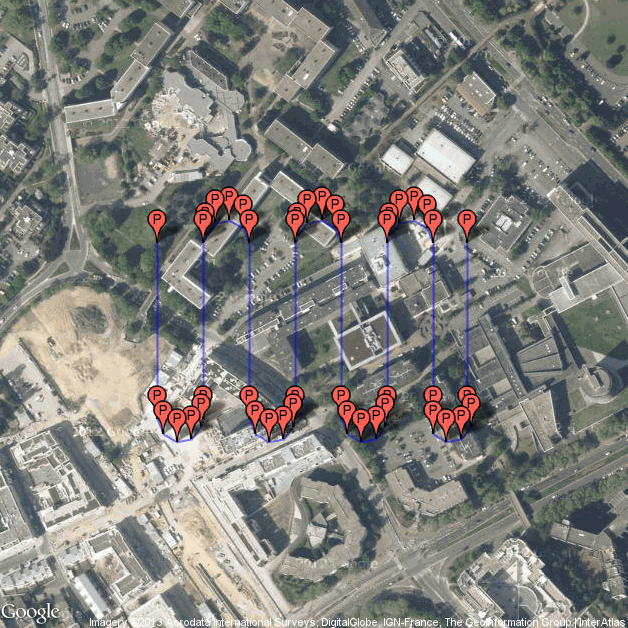 P P P P P P P P P P P P P P P P P P P P P P P P P P P P P P P P P P P P P P P P P P
Google
Imagery ©2013 Aerodata International Surveys, DigitalGlobe, IGN-France, The GeoInformation Group | InterAtlas